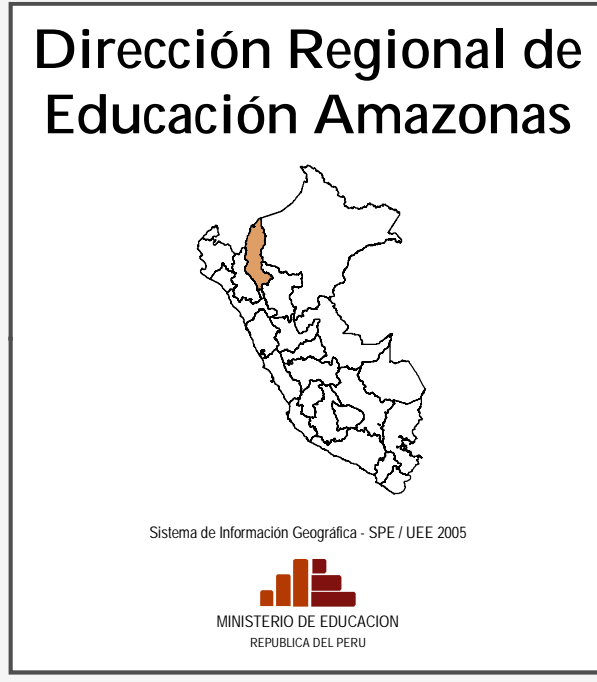 Dirección Regional de
Educación Amazonas
Sistema de Información Geográfica - SPE / UEE 2005
MINISTERIO DE EDUCACION
REPUBLICA DEL PERU